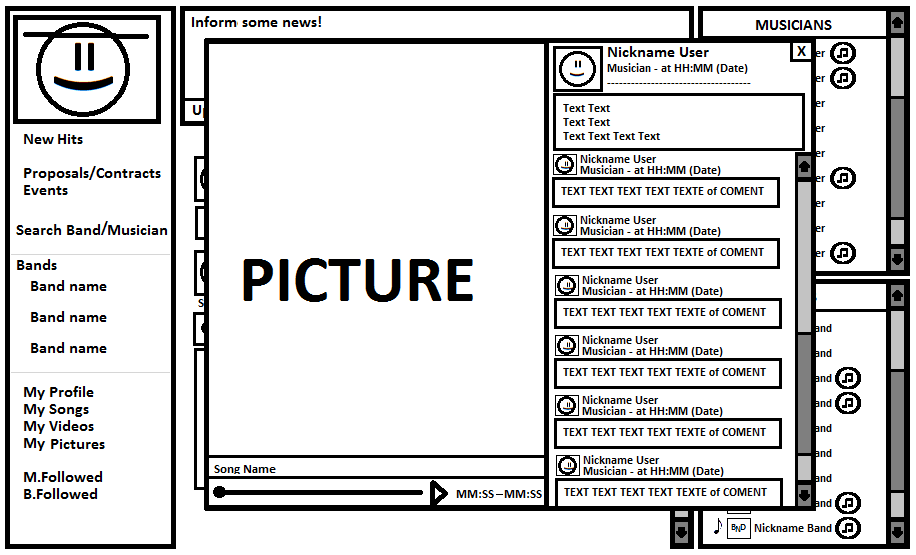 New Hits
Proposals/Contracts
Events
Search Band/Musician
Bands
Band name
Band name
Band name
My Profile
My Songs
My Videos
My Pictures
M.Followed
B.Followed
Inform some news!
U
S
PICTURE
Song Name
MM:SS – MM:SS
X
Nickname User
Musician - at HH:MM (Date)
------------------------------------
Text Text
Text Text
Text Text Text Text
Nickname User
Musician - at HH:MM (Date)
TEXT TEXT TEXT TEXT TEXTE of COMENT
Nickname User
Musician - at HH:MM (Date)
TEXT TEXT TEXT TEXT TEXTE of COMENT
Nickname User
Musician - at HH:MM (Date)
TEXT TEXT TEXT TEXT TEXTE of COMENT
Nickname User
Musician - at HH:MM (Date)
TEXT TEXT TEXT TEXT TEXTE of COMENT
Nickname User
Musician - at HH:MM (Date)
TEXT TEXT TEXT TEXT TEXTE of COMENT
Nickname User
Musician - at HH:MM (Date)
TEXT TEXT TEXT TEXT TEXTE of COMENT
MUSICIANS
er
er
er
er
er
er
er
er
er
S
and
and
and
and
and
and
and
and
BND Nickname Band